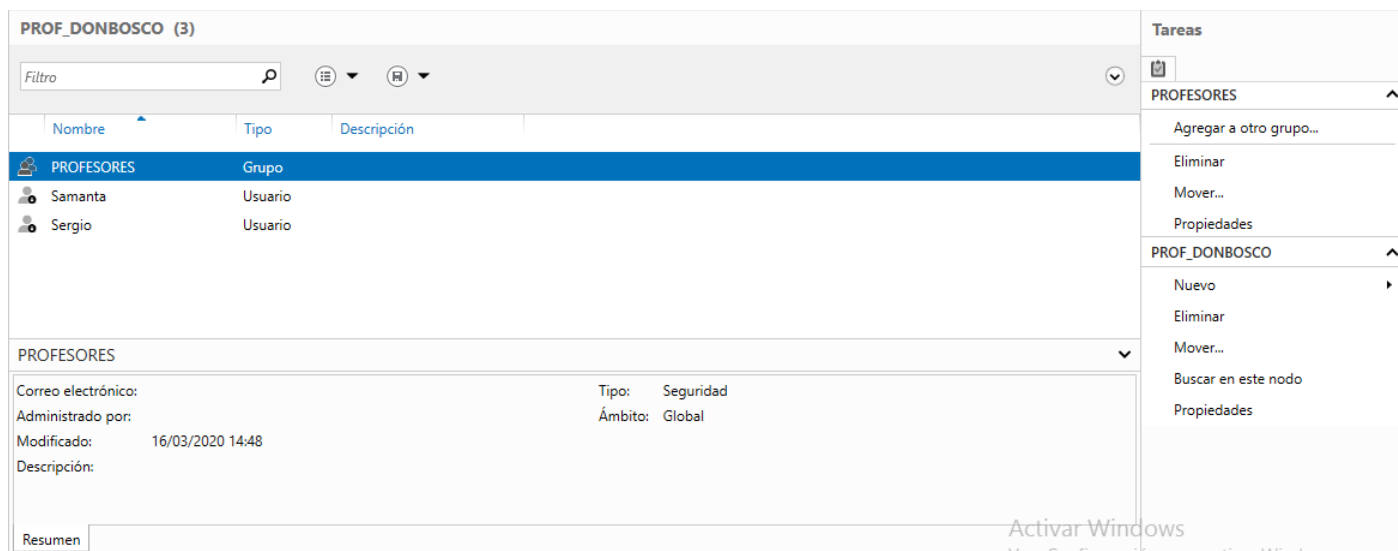 PROF_DONBOSCO (3)
Filtro
Nombre Tipo Descripción
PROFESORES Grupo
Samanta Usuario
Sergio Usuario
PROFESORES
Correo electrónico: Tipo: Seguridad
Administrado por: Ámbito: Global
Modificado: 16/03/2020 14:48
Descripción:
Resumen
Tareas
PROFESORES
Agregar a otro grupo...
Eliminar
Mover...
Propiedades
PROF_DONBOSCO
Nuevo
Eliminar
Mover...
Buscar en este nodo
Propiedades
Activar Windows